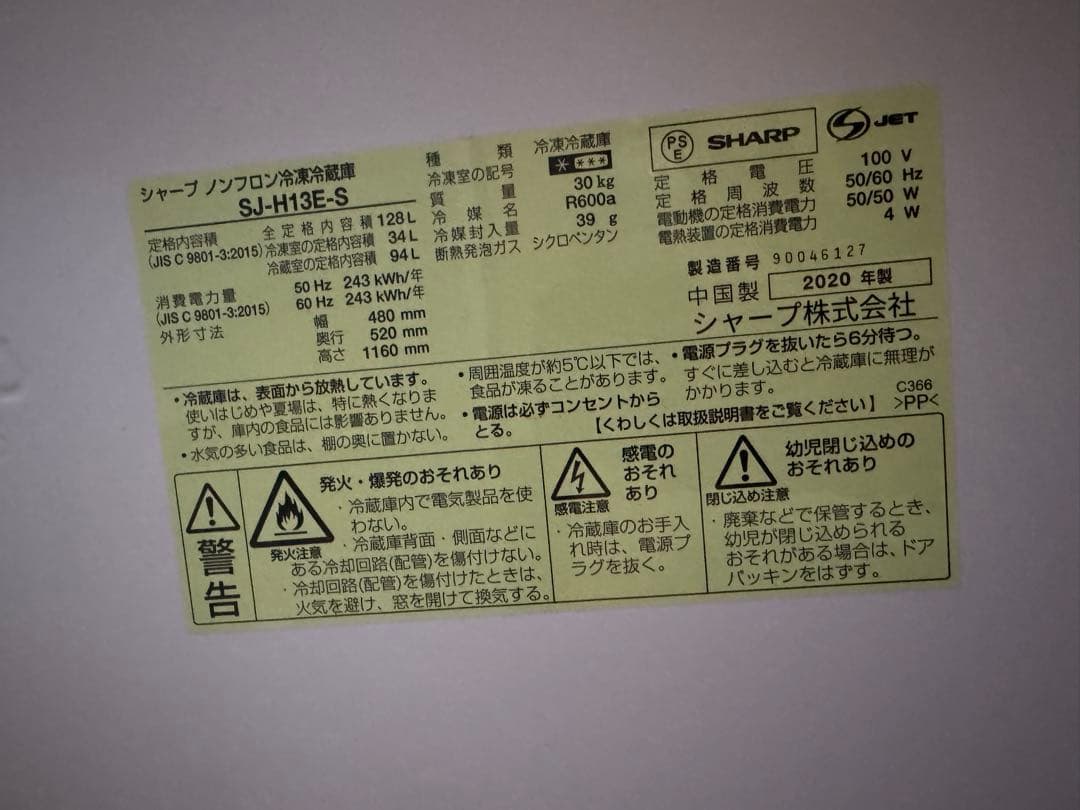 シャープ ノンフロン冷凍冷蔵庫
SJ-H13E-S
定格内容積
(JIS C 9801-3:2015)
全定格内容積 128 L
冷凍室の定格内容積 34 L
冷蔵室の定格内容積 94 L
消費電力量
(JIS C 9801-3:2015)
50 Hz 243 kWh/年
60 Hz 243 kWh/年
外形寸法
幅 480 mm
奥行 520 mm
高さ 1160 mm
種類 冷凍冷蔵庫
冷凍室の記号 * ***
質量 30 kg
冷媒名 R600a
冷媒封入量 39 g
断熱発泡ガス シクロペンタン
PS
E
SHARP
JET
定格電圧 100 V
定格周波数 50/60 Hz
電動機の定格消費電力 50/50 W
電熱装置の定格消費電力 4 W
製造番号 90046127
中国製 2020 年製
シャープ株式会社
・冷蔵庫は、表面から放熱しています。
使いはじめや夏場は、特に熱くなりま
すが、庫内の食品には影響ありません。
・水気の多い食品は、棚の奥に置かない。
・周囲温度が約5℃以下では、
食品が凍ることがあります。
・電源は必ずコンセントから
とる。
・電源プラグを抜いたら6分待つ。
すぐに差し込むと冷蔵庫に無理が
かかります。
【くわしくは取扱説明書をご覧ください】
C366
>PP<
警告
発火注意
発火・爆発のおそれあり
・冷蔵庫内で電気製品を使
わない。
・冷蔵庫背面・側面などに
ある冷却回路(配管)を傷付けない。
・冷却回路(配管)を傷付けたときは、
火気を避け、窓を開けて換気する。
感電注意
感電の
おそれ
あり
・冷蔵庫のお手入
れ時は、電源プ
ラグを抜く。
閉じ込め注意
幼児閉じ込めの
おそれあり
・廃棄などで保管するとき、
幼児が閉じ込められる
おそれがある場合は、ドア
パッキンをはずす。